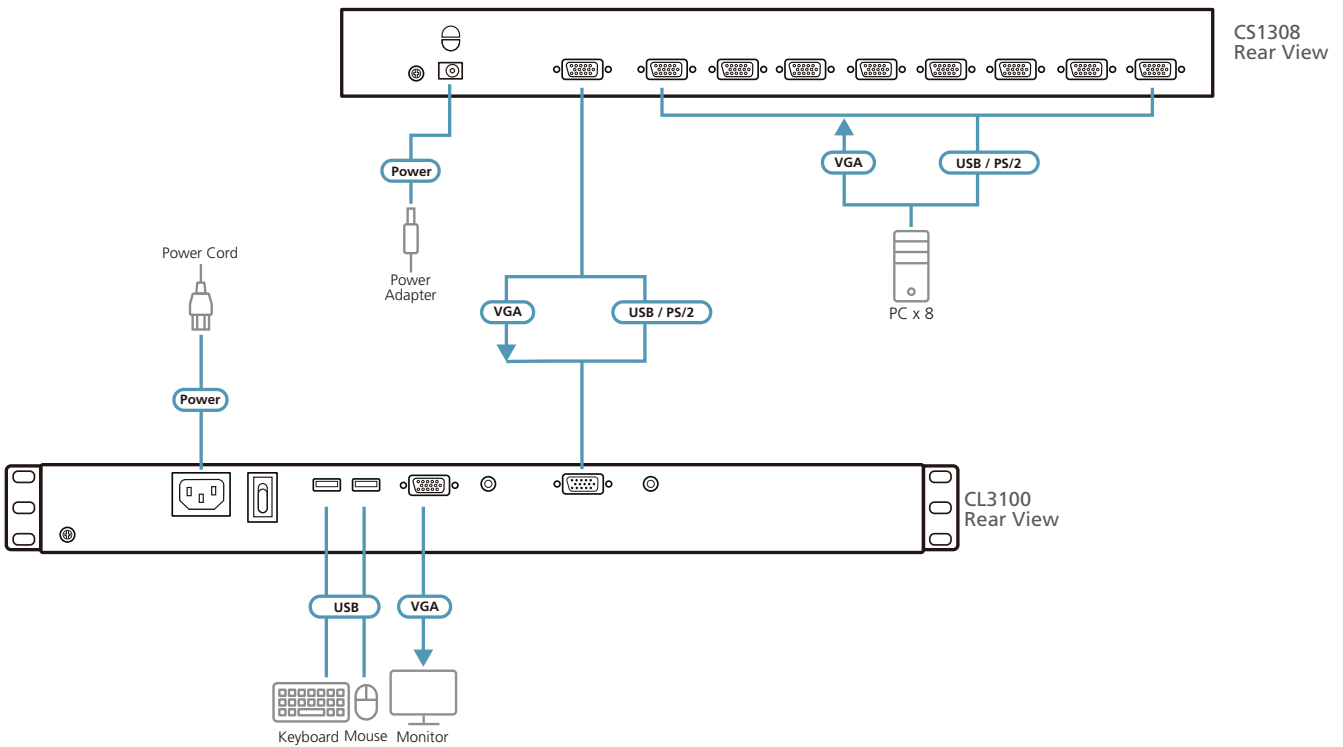 CS1308
Rear View
Power
VGA
USB / PS/2
Power Cord
Power
Adapter
VGA
USB / PS/2
PC x 8
Power
CL3100
Rear View
USB
VGA
Keyboard
Mouse
Monitor